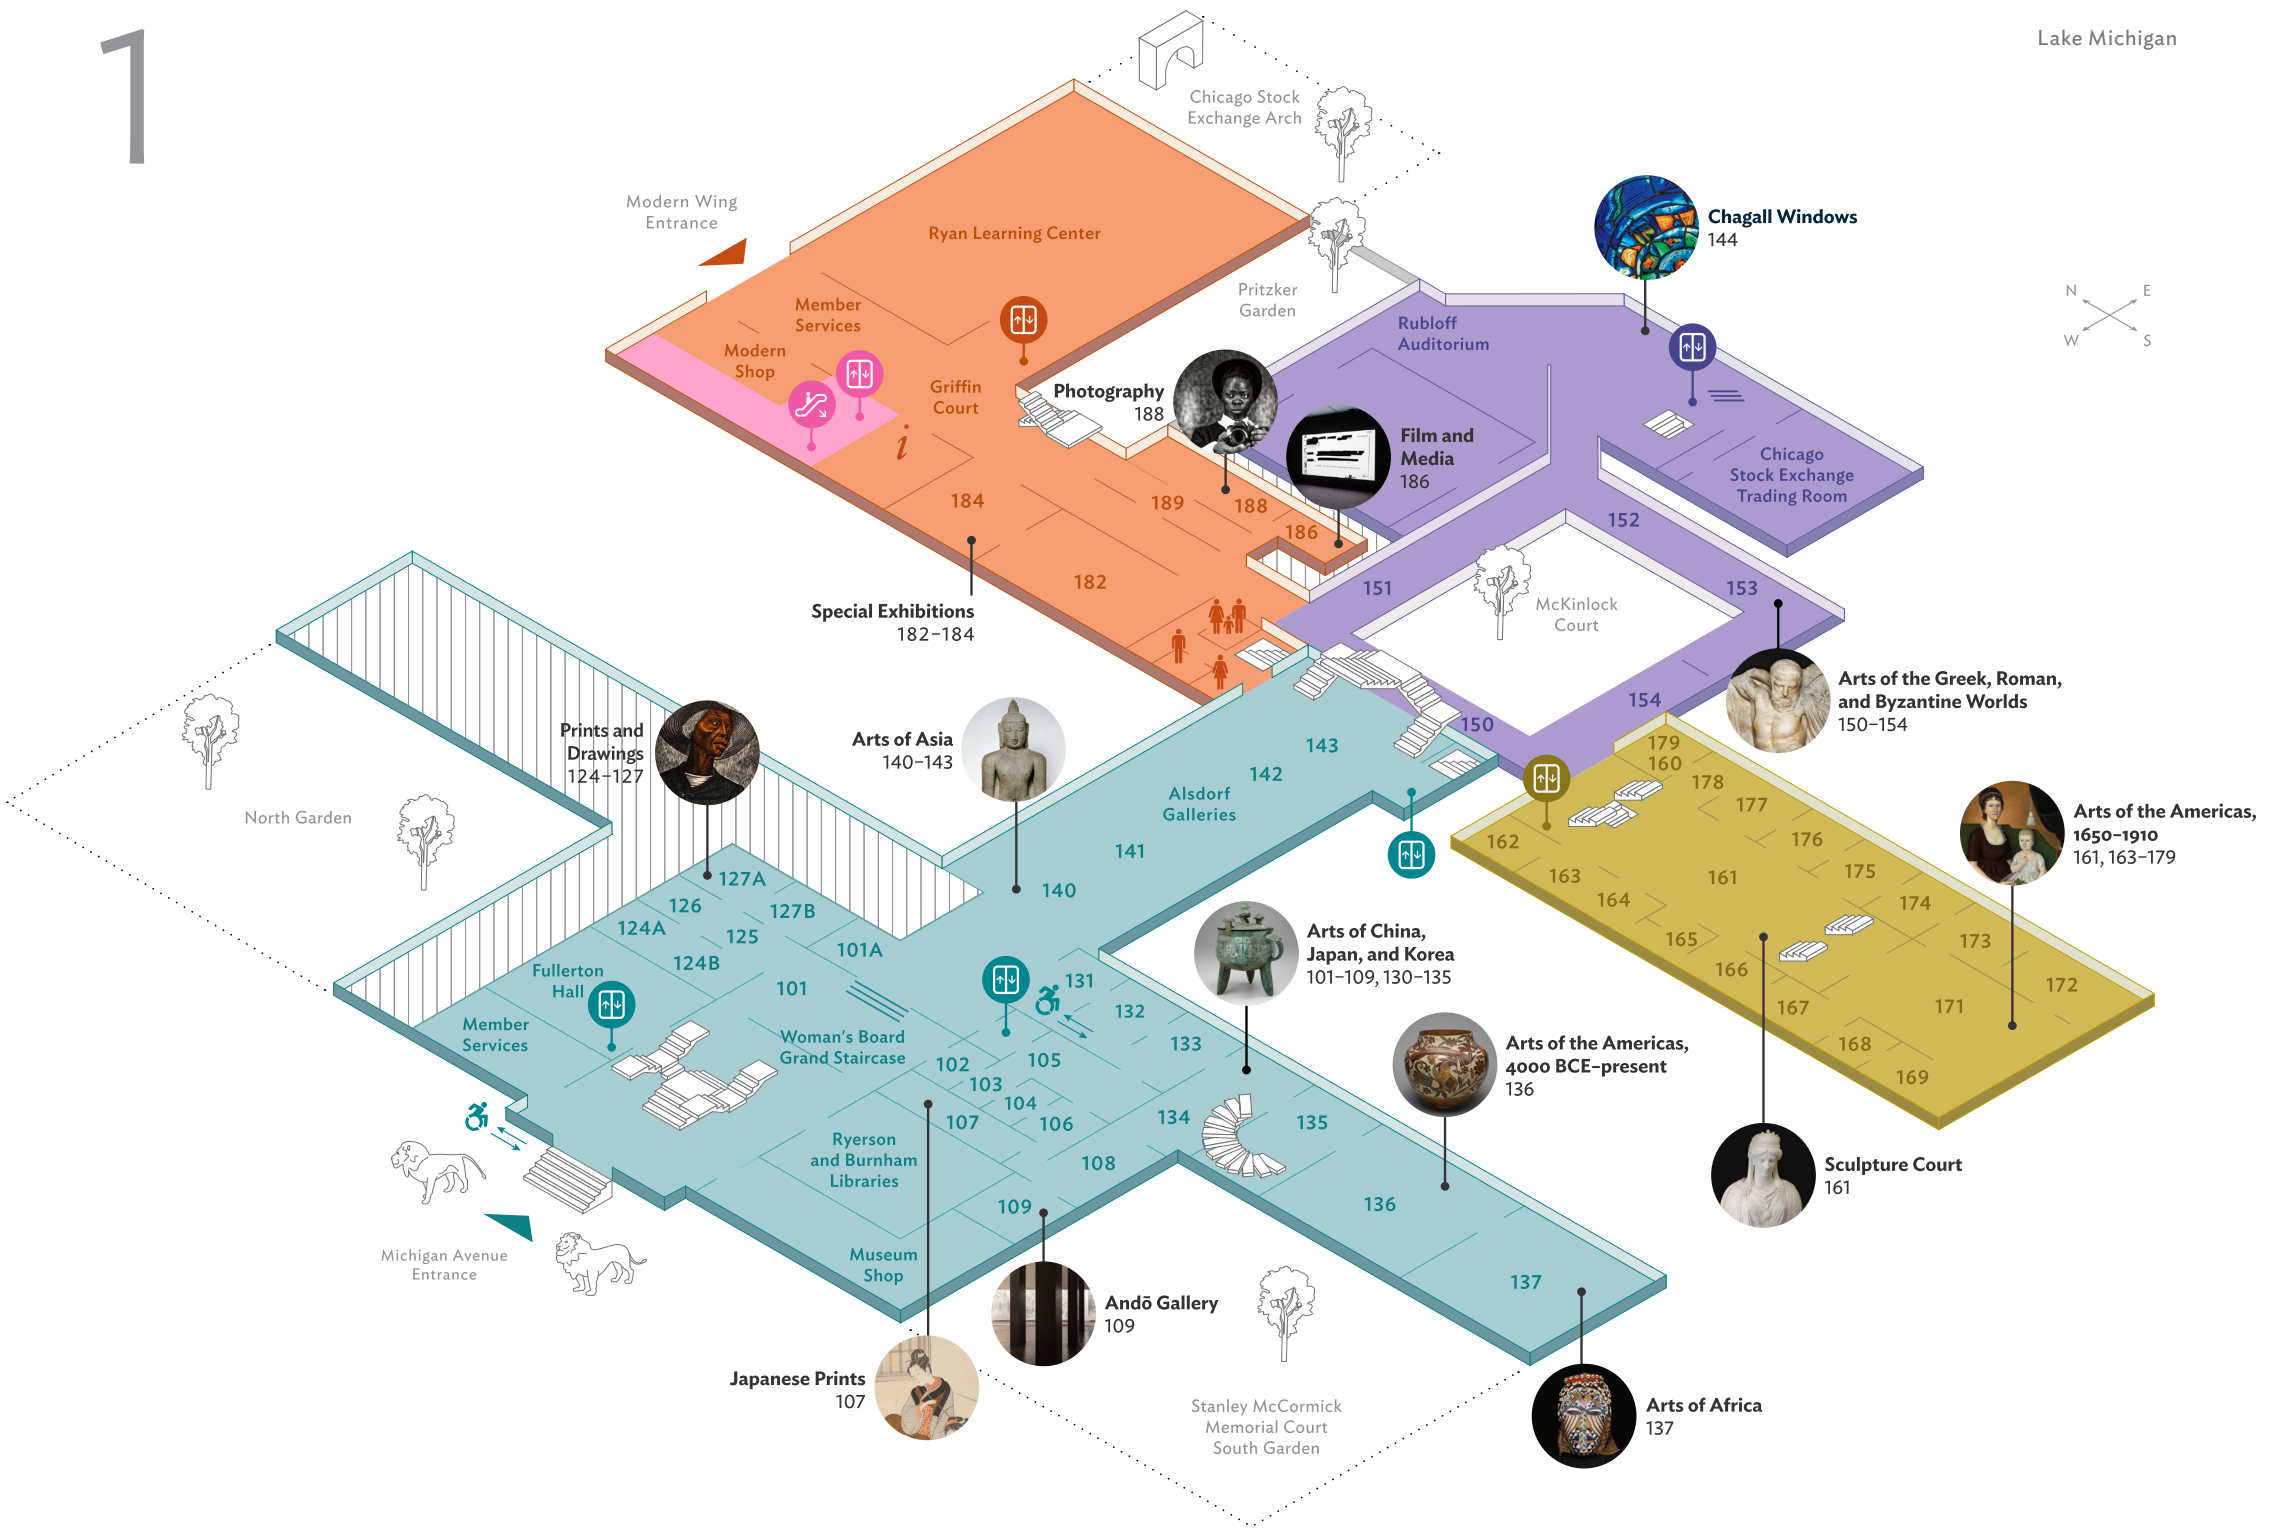 1
Lake Michigan
Chicago Stock
Exchange Arch
Modern Wing
Entrance
Ryan Learning Center
Chagall Windows
144
Pritzker
Garden
N
E
W
S
Member
Services
Rubloff
Auditorium
Modern
Shop
Griffin
Court
i
Photography
188
Film and
Media
186
Chicago
Stock Exchange
Trading Room
184
189
188
186
182
152
151
153
154
150
McKinlock
Court
Special Exhibitions
182–184
Arts of the Greek, Roman,
and Byzantine Worlds
150–154
Prints and
Drawings
124–127
Arts of Asia
140–143
143
142
Alsdorf
Galleries
141
140
North Garden
179
160
178
177
176
175
174
173
172
171
162
163
164
161
165
166
167
168
169
Arts of the Americas,
1650–1910
161, 163–179
127A
126
127B
124A
125
101A
124B
Fullerton
Hall
101
Member
Services
Woman's Board
Grand Staircase
131
132
133
102
105
103
104
107
106
134
135
108
109
136
137
Arts of China,
Japan, and Korea
101–109, 130–135
Arts of the Americas,
4000 BCE–present
136
Sculpture Court
161
Ryerson
and Burnham
Libraries
Michigan Avenue
Entrance
Museum
Shop
Andō Gallery
109
Japanese Prints
107
Stanley McCormick
Memorial Court
South Garden
Arts of Africa
137